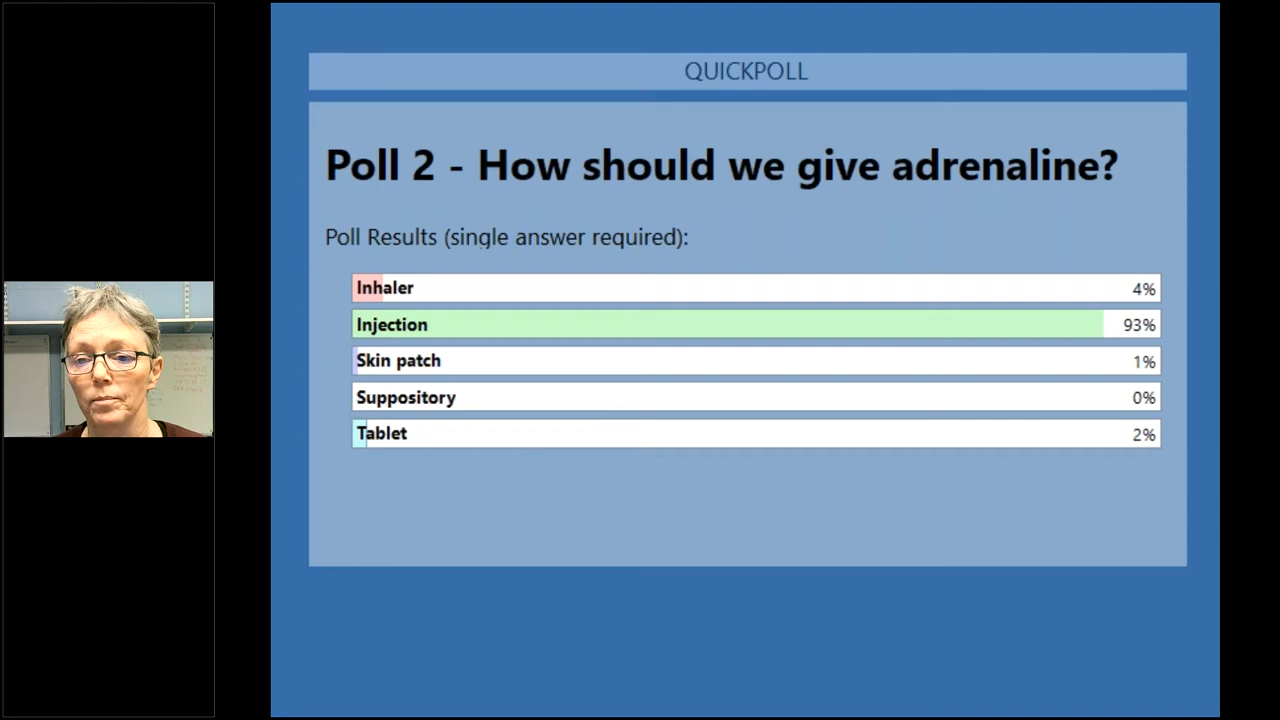 QUICKPOLL
Poll 2 - How should we give adrenaline?
Poll Results (single answer required):
Inhaler 4%
Injection 93%
Skin patch 1%
Suppository 0%
Tablet 2%